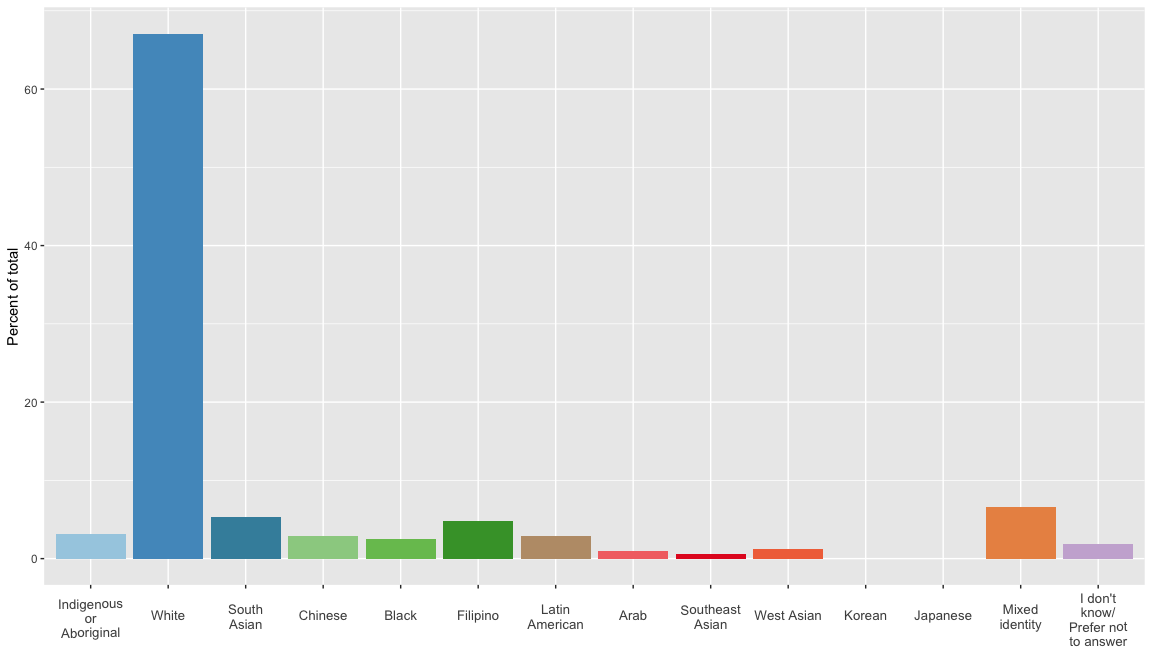 Percent of total
60
40
20
0
Indigenous
or
Aboriginal
White
South
Asian
Chinese
Black
Filipino
Latin
American
Arab
Southeast
Asian
West Asian
Korean
Japanese
Mixed
identity
I don't
know/
Prefer not
to answer